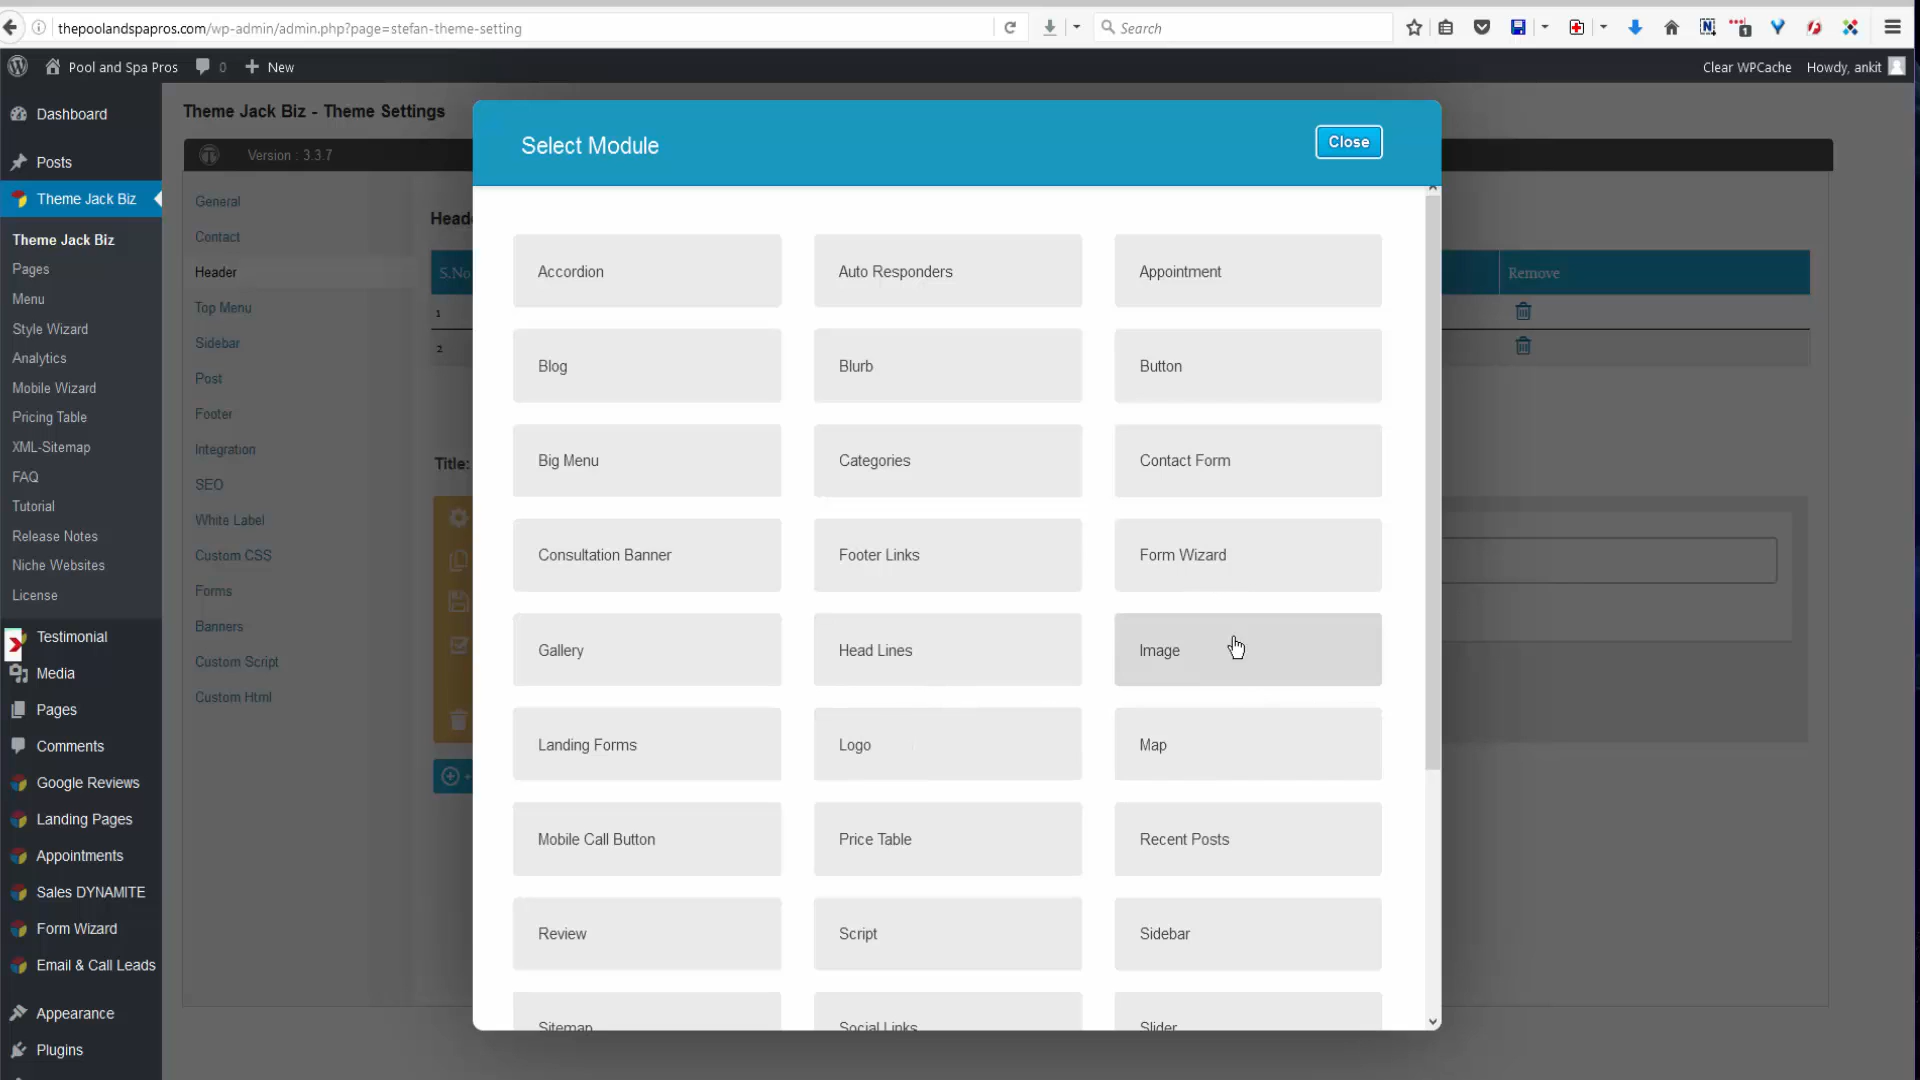 thepoolandspapros.com/wp-admin/admin.php?page=stefan-theme-setting
Search
Pool and Spa Pros
0
New
Clear WPCache
Howdy, ankit
Dashboard
Posts
Theme Jack Biz
Theme Jack Biz
Pages
Menu
Style Wizard
Analytics
Mobile Wizard
Pricing Table
XML-Sitemap
FAQ
Tutorial
Release Notes
Niche Websites
License
Testimonial
Media
Pages
Comments
Google Reviews
Landing Pages
Appointments
Sales DYNAMITE
Form Wizard
Email & Call Leads
Appearance
Plugins
Theme Jack Biz - Theme Settings
Version : 3.3.7
General
Contact
Header
Top Menu
Sidebar
Post
Footer
Integration
SEO
White Label
Custom CSS
Forms
Banners
Custom Script
Custom Html
S.No
Remove
1
2
Title:
Select Module
Close
Accordion
Auto Responders
Appointment
Blog
Blurb
Button
Big Menu
Categories
Contact Form
Consultation Banner
Footer Links
Form Wizard
Gallery
Head Lines
Image
Landing Forms
Logo
Map
Mobile Call Button
Price Table
Recent Posts
Review
Script
Sidebar
Sitemap
Social Links
Slider